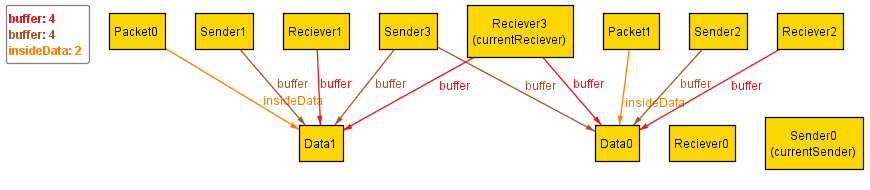 buffer: 4
buffer: 4
insideData: 2
Packet0
Sender1
Reciever1
Sender3
Reciever3
(currentReciever)
Packet1
Sender2
Reciever2
buffer
buffer
buffer
buffer
buffer
buffer
buffer
buffer
insideData
insideData
Data1
Data0
Reciever0
Sender0
(currentSender)